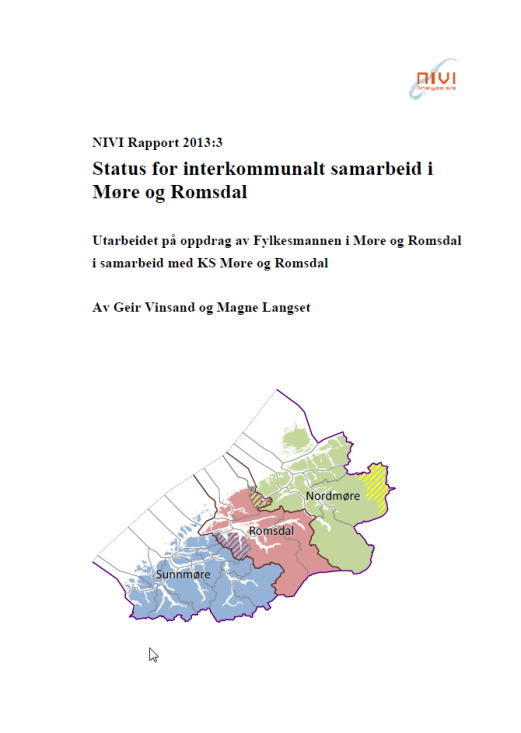 NIVI
Analyse a/s
NIVI Rapport 2013:3
Status for interkommunalt samarbeid i
Møre og Romsdal
Utarbeidet på oppdrag av Fylkesmannen i Møre og Romsdal
i samarbeid med KS Møre og Romsdal
Av Geir Vinsand og Magne Langset
Nordmøre
Romsdal
Sunnmøre